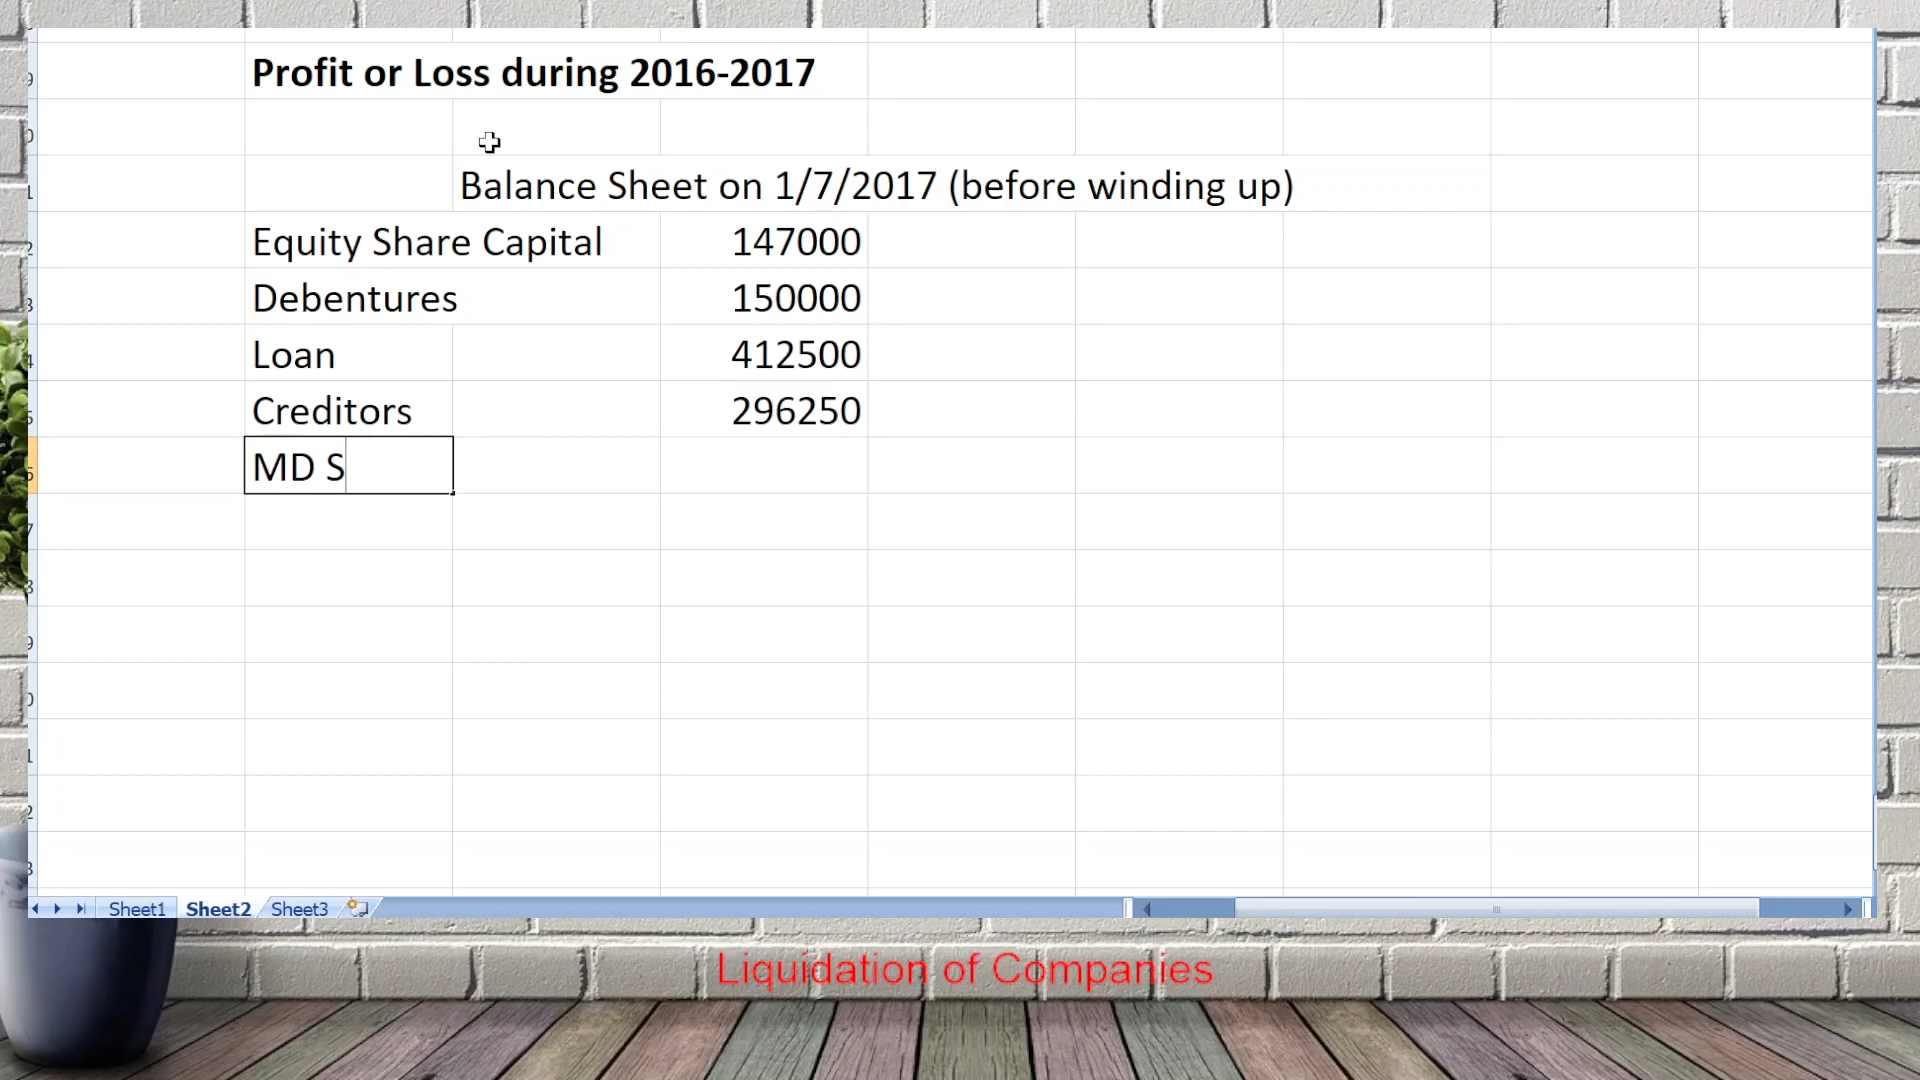 Profit or Loss during 2016-2017
Balance Sheet on 1/7/2017 (before winding up)
Equity Share Capital 147000
Debentures 150000
Loan 412500
Creditors 296250
MD S
Sheet1 Sheet2 Sheet3
Liquidation of Companies